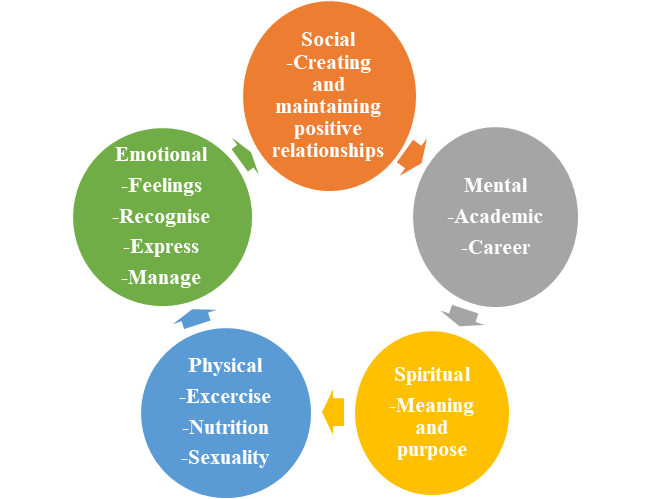 Social
-Creating
and
maintaining
positive
relationships
Mental
-Academic
-Career
Spiritual
-Meaning
and
purpose
Physical
-Excercise
-Nutrition
-Sexuality
Emotional
-Feelings
-Recognise
-Express
-Manage